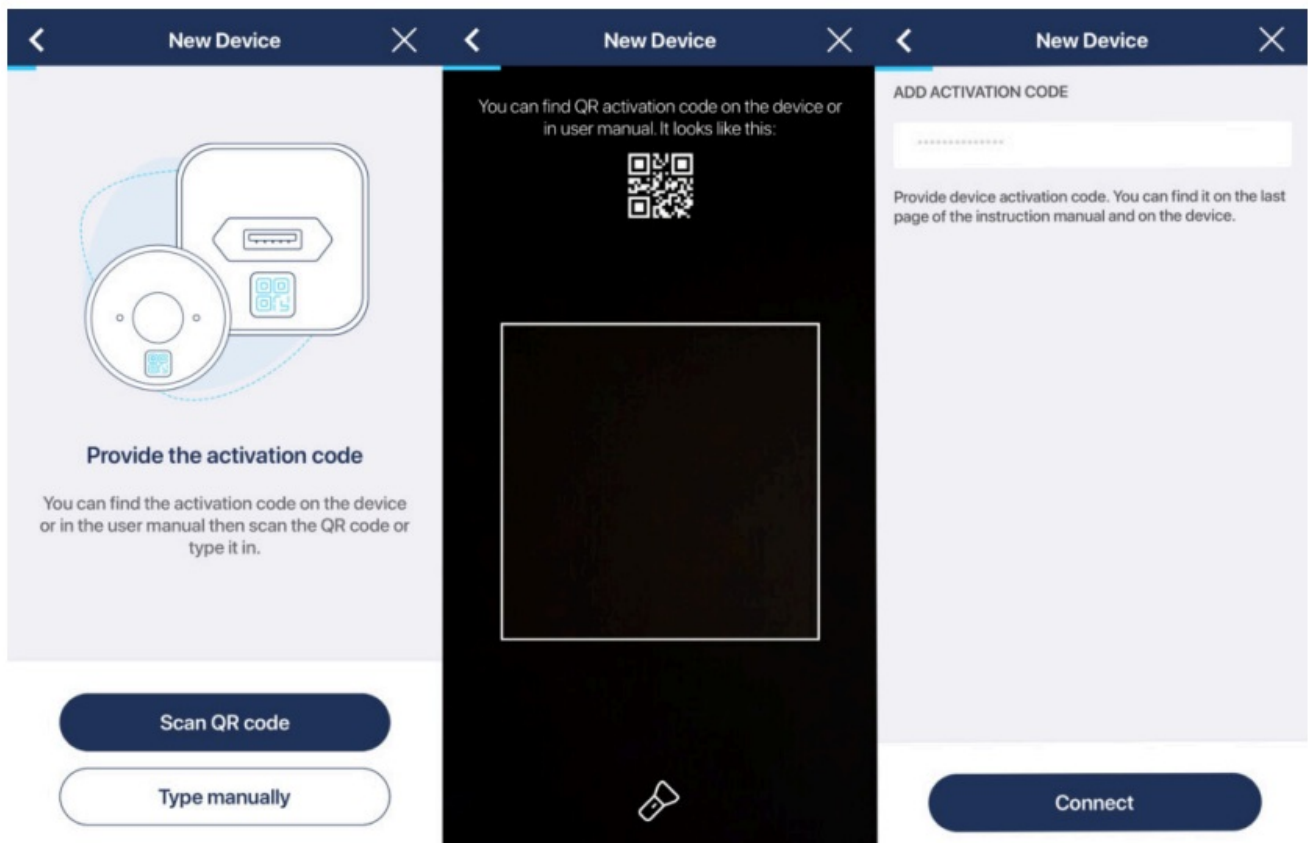 New Device
Provide the activation code
You can find the activation code on the device
or in the user manual then scan the QR code or
type it in.
Scan QR code
Type manually
New Device
You can find QR activation code on the device or
in user manual. It looks like this:
New Device
ADD ACTIVATION CODE
**************
Provide device activation code. You can find it on the last
page of the instruction manual and on the device.
Connect